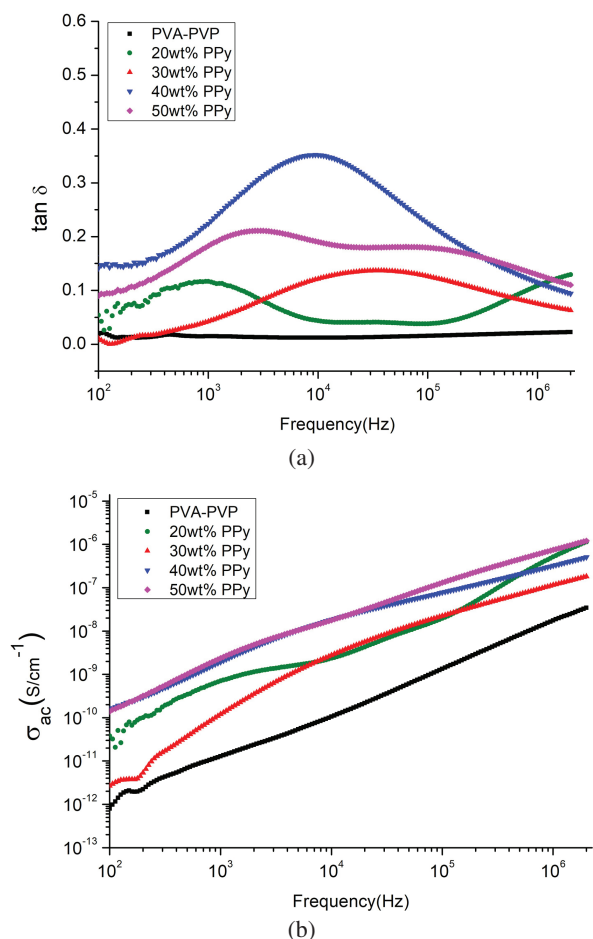 (a)
PVA-PVP
20wt% PPy
30wt% PPy
40wt% PPy
50wt% PPy
tan δ
0.6
0.5
0.4
0.3
0.2
0.1
0.0
10² 10³ 10⁴ 10⁵ 10⁶
Frequency(Hz)
(a)
PVA-PVP
20wt% PPy
30wt% PPy
40wt% PPy
50wt% PPy
σac(S/cm⁻¹)
10⁻⁵
10⁻⁶
10⁻⁷
10⁻⁸
10⁻⁹
10⁻¹⁰
10⁻¹¹
10⁻¹²
10⁻¹³
10² 10³ 10⁴ 10⁵ 10⁶
Frequency(Hz)
(b)